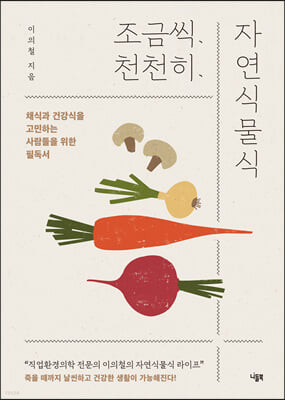 이의철 지음
조금씩、
천천히、
자연식물식
채식과 건강식을
고민하는
사람들을 위한
필독서
“직업환경의학 전문의 이의철의 자연식물식 라이프”
죽을 때까지 날씬하고 건강한 생활이 가능해진다!
니들북